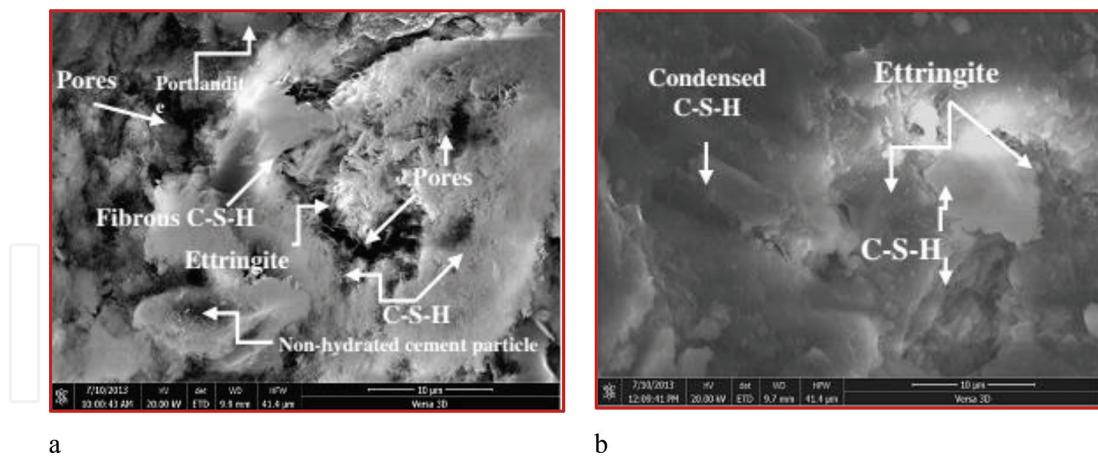 Pores
Portlandit
e
Pores
Fibrous C-S-H
Ettringite
C-S-H
Non-hydrated cement particle
7/10/2013 HV det WD HFW
10:00:43 AM 20.00 kV ETD 9.8 mm 41.4 µm 10 µm Versa 3D
a
Condensed
C-S-H
Ettringite
C-S-H
7/10/2013 HV det WD HFW
12:09:41 PM 20.00 kV ETD 9.7 mm 41.4 µm 10 µm Versa 3D
b